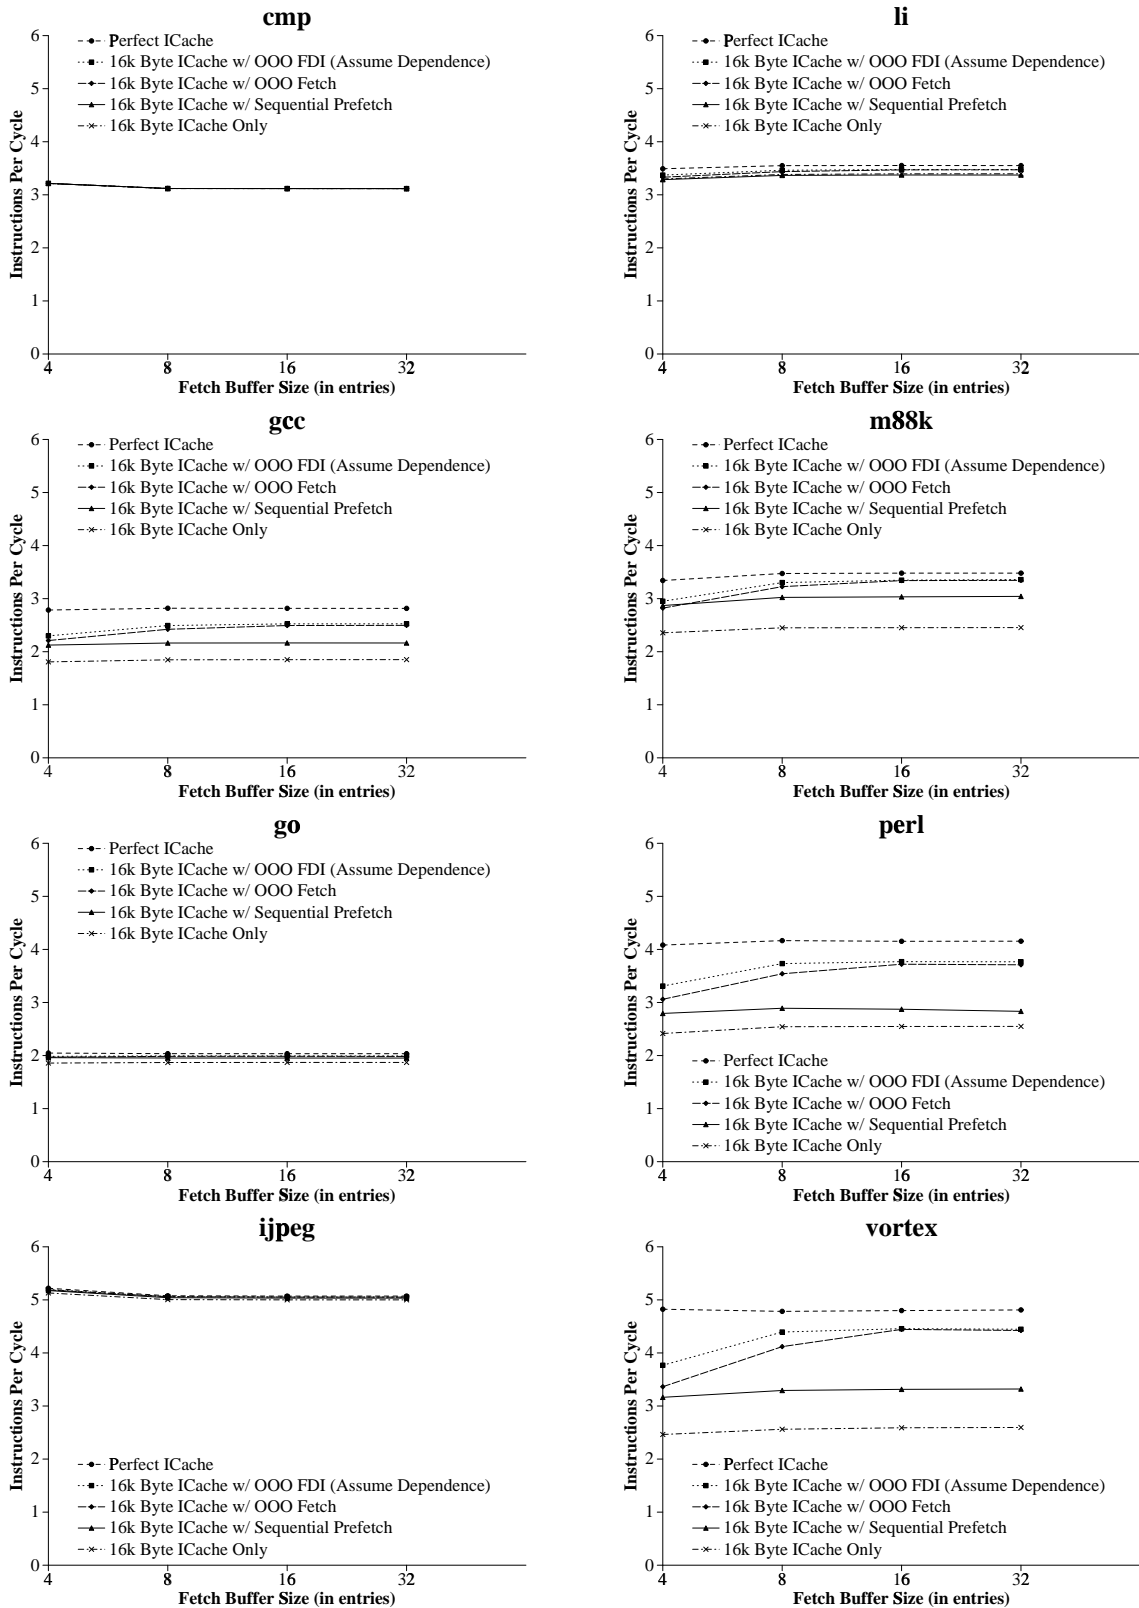 cmp
6
5
4
3
2
1
0
Instructions Per Cycle
Perfect ICache
16k Byte ICache w/ OOO FDI (Assume Dependence)
16k Byte ICache w/ OOO Fetch
16k Byte ICache w/ Sequential Prefetch
16k Byte ICache Only
4 8 16 32
Fetch Buffer Size (in entries)
li
6
5
4
3
2
1
0
Instructions Per Cycle
Perfect ICache
16k Byte ICache w/ OOO FDI (Assume Dependence)
16k Byte ICache w/ OOO Fetch
16k Byte ICache w/ Sequential Prefetch
16k Byte ICache Only
4 8 16 32
Fetch Buffer Size (in entries)
gcc
6
5
4
3
2
1
0
Instructions Per Cycle
Perfect ICache
16k Byte ICache w/ OOO FDI (Assume Dependence)
16k Byte ICache w/ OOO Fetch
16k Byte ICache w/ Sequential Prefetch
16k Byte ICache Only
4 8 16 32
Fetch Buffer Size (in entries)
m88k
6
5
4
3
2
1
0
Instructions Per Cycle
Perfect ICache
16k Byte ICache w/ OOO FDI (Assume Dependence)
16k Byte ICache w/ OOO Fetch
16k Byte ICache w/ Sequential Prefetch
16k Byte ICache Only
4 8 16 32
Fetch Buffer Size (in entries)
go
6
5
4
3
2
1
0
Instructions Per Cycle
Perfect ICache
16k Byte ICache w/ OOO FDI (Assume Dependence)
16k Byte ICache w/ OOO Fetch
16k Byte ICache w/ Sequential Prefetch
16k Byte ICache Only
4 8 16 32
Fetch Buffer Size (in entries)
perl
6
5
4
3
2
1
0
Instructions Per Cycle
Perfect ICache
16k Byte ICache w/ OOO FDI (Assume Dependence)
16k Byte ICache w/ OOO Fetch
16k Byte ICache w/ Sequential Prefetch
16k Byte ICache Only
4 8 16 32
Fetch Buffer Size (in entries)
ijpeg
6
5
4
3
2
1
0
Instructions Per Cycle
Perfect ICache
16k Byte ICache w/ OOO FDI (Assume Dependence)
16k Byte ICache w/ OOO Fetch
16k Byte ICache w/ Sequential Prefetch
16k Byte ICache Only
4 8 16 32
Fetch Buffer Size (in entries)
vortex
6
5
4
3
2
1
0
Instructions Per Cycle
Perfect ICache
16k Byte ICache w/ OOO FDI (Assume Dependence)
16k Byte ICache w/ OOO Fetch
16k Byte ICache w/ Sequential Prefetch
16k Byte ICache Only
4 8 16 32
Fetch Buffer Size (in entries)